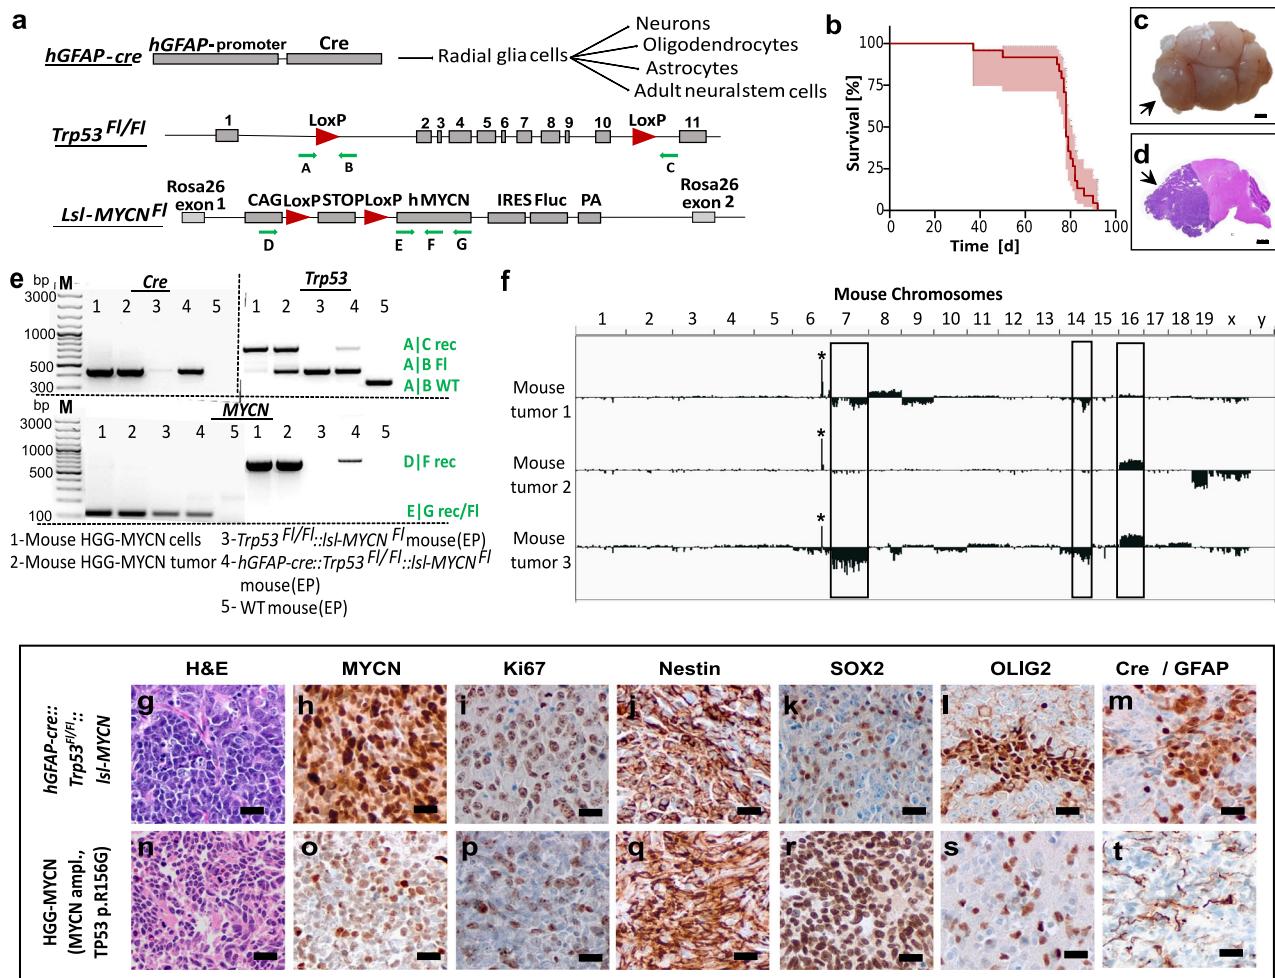 a
hGFAP-cre
hGFAP-promoter
Cre
Radial glia cells
Neurons
Oligodendrocytes
Astrocytes
Adult neural stem cells
Trp53 Fl/Fl
1
LoxP
2 3 4 5 6 7 8 9 10
LoxP
11
A
B
C
Lsl-MYCN Fl
Rosa26
exon 1
CAG
LoxP
STOP
LoxP
hMYCN
IRES
Fluc
PA
Rosa26
exon 2
D
E
F
G
b
Survival [%]
100
75
50
25
0
0 20 40 60 80 100
Time [d]
c
d
e
bp M
Cre
Trp53
3000
1000
500
300
1 2 3 4 5
1 2 3 4 5
A|C rec
A|B Fl
A|B WT
bp M
MYCN
3000
1000
500
100
1 2 3 4 5
1 2 3 4 5
D|F rec
E|G rec/Fl
1-Mouse HGG-MYCN cells
2-Mouse HGG-MYCN tumor
3-Trp53 Fl/Fl::lsl-MYCN Fl mouse(EP)
4-hGFAP-cre::Trp53 Fl/Fl::lsl-MYCN Fl
mouse(EP)
5- WT mouse(EP)
f
Mouse Chromosomes
1 2 3 4 5 6 7 8 9 10 11 12 13 14 15 16 17 18 19 x y
Mouse
tumor 1
*
Mouse
tumor 2
*
Mouse
tumor 3
*
H&E MYCN Ki67 Nestin SOX2 OLIG2 Cre / GFAP
hGFAP-cre::
Trp53Fl/Fl::
lsl-MYCN
g h i j k l m
HGG-MYCN
(MYCN ampl.,
TP53 p.R156G)
n o p q r s t